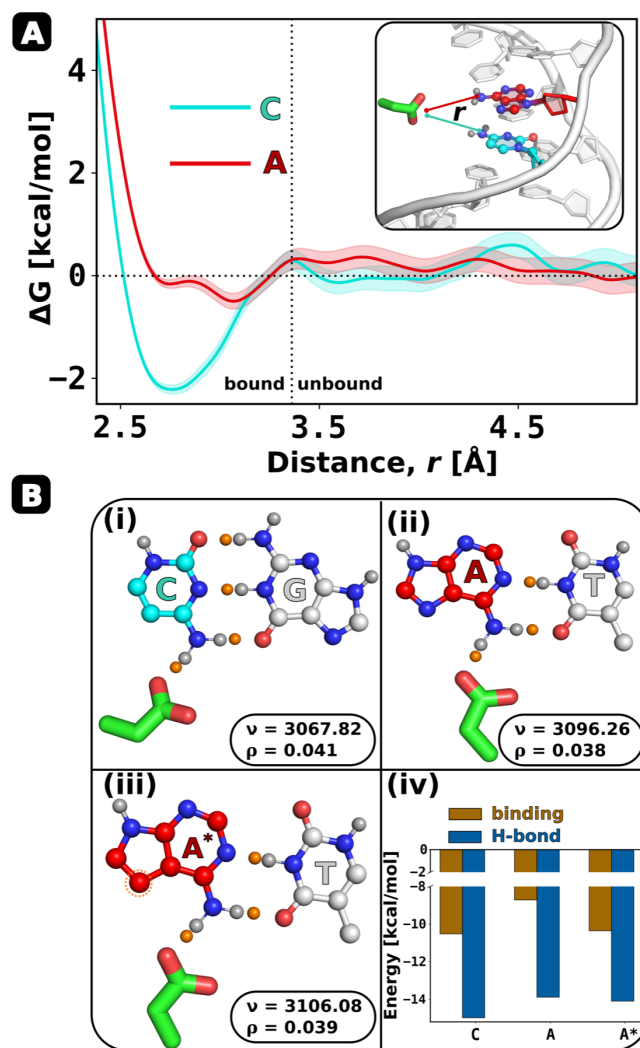 A
4
2
0
−2
ΔG [kcal/mol]
C
A
r
bound
unbound
2.5
3.5
4.5
Distance, r [Å]
B
(i)
C
G
ν = 3067.82
ρ = 0.041
(ii)
A
T
ν = 3096.26
ρ = 0.038
(iii)
A*
T
ν = 3106.08
ρ = 0.039
(iv)
binding
H-bond
0
−2
−8
−10
−12
−14
Energy [kcal/mol]
C
A
A*